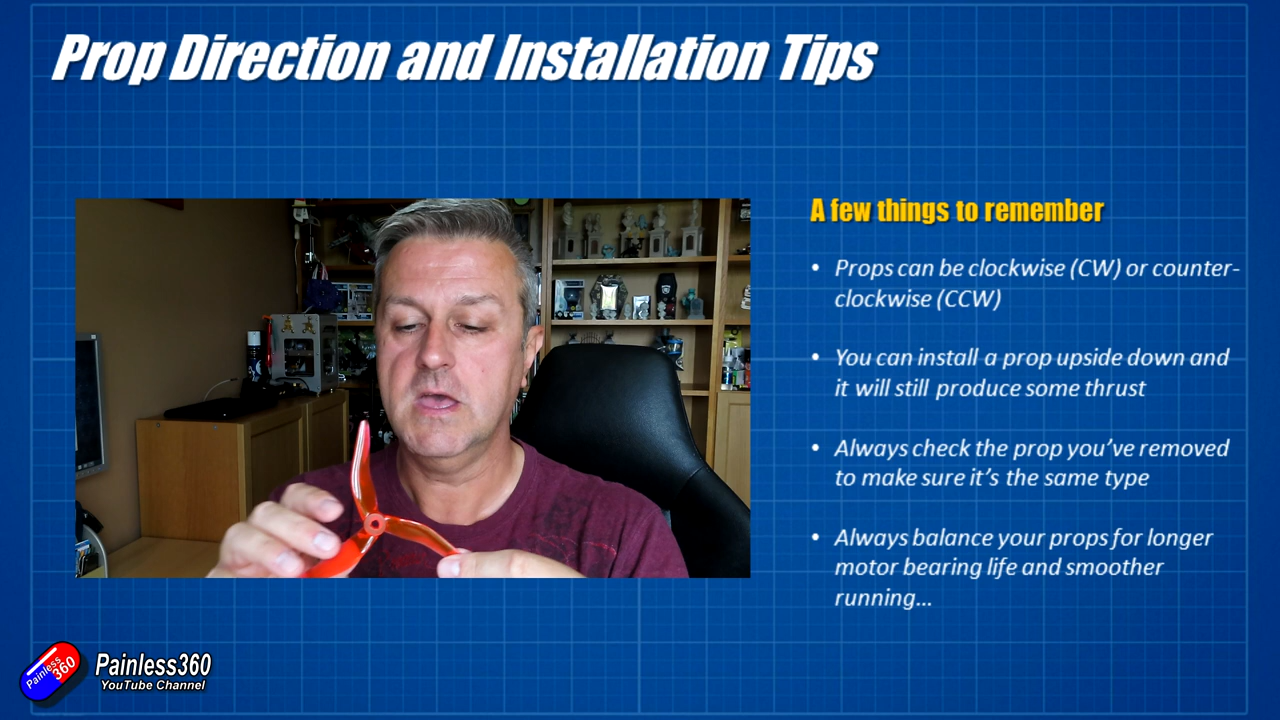 Prop Direction and Installation Tips
A few things to remember
• Props can be clockwise (CW) or counter-
clockwise (CCW)
• You can install a prop upside down and
it will still produce some thrust
• Always check the prop you've removed
to make sure it's the same type
• Always balance your props for longer
motor bearing life and smoother
running...
Painless
360
Painless360
YouTube Channel